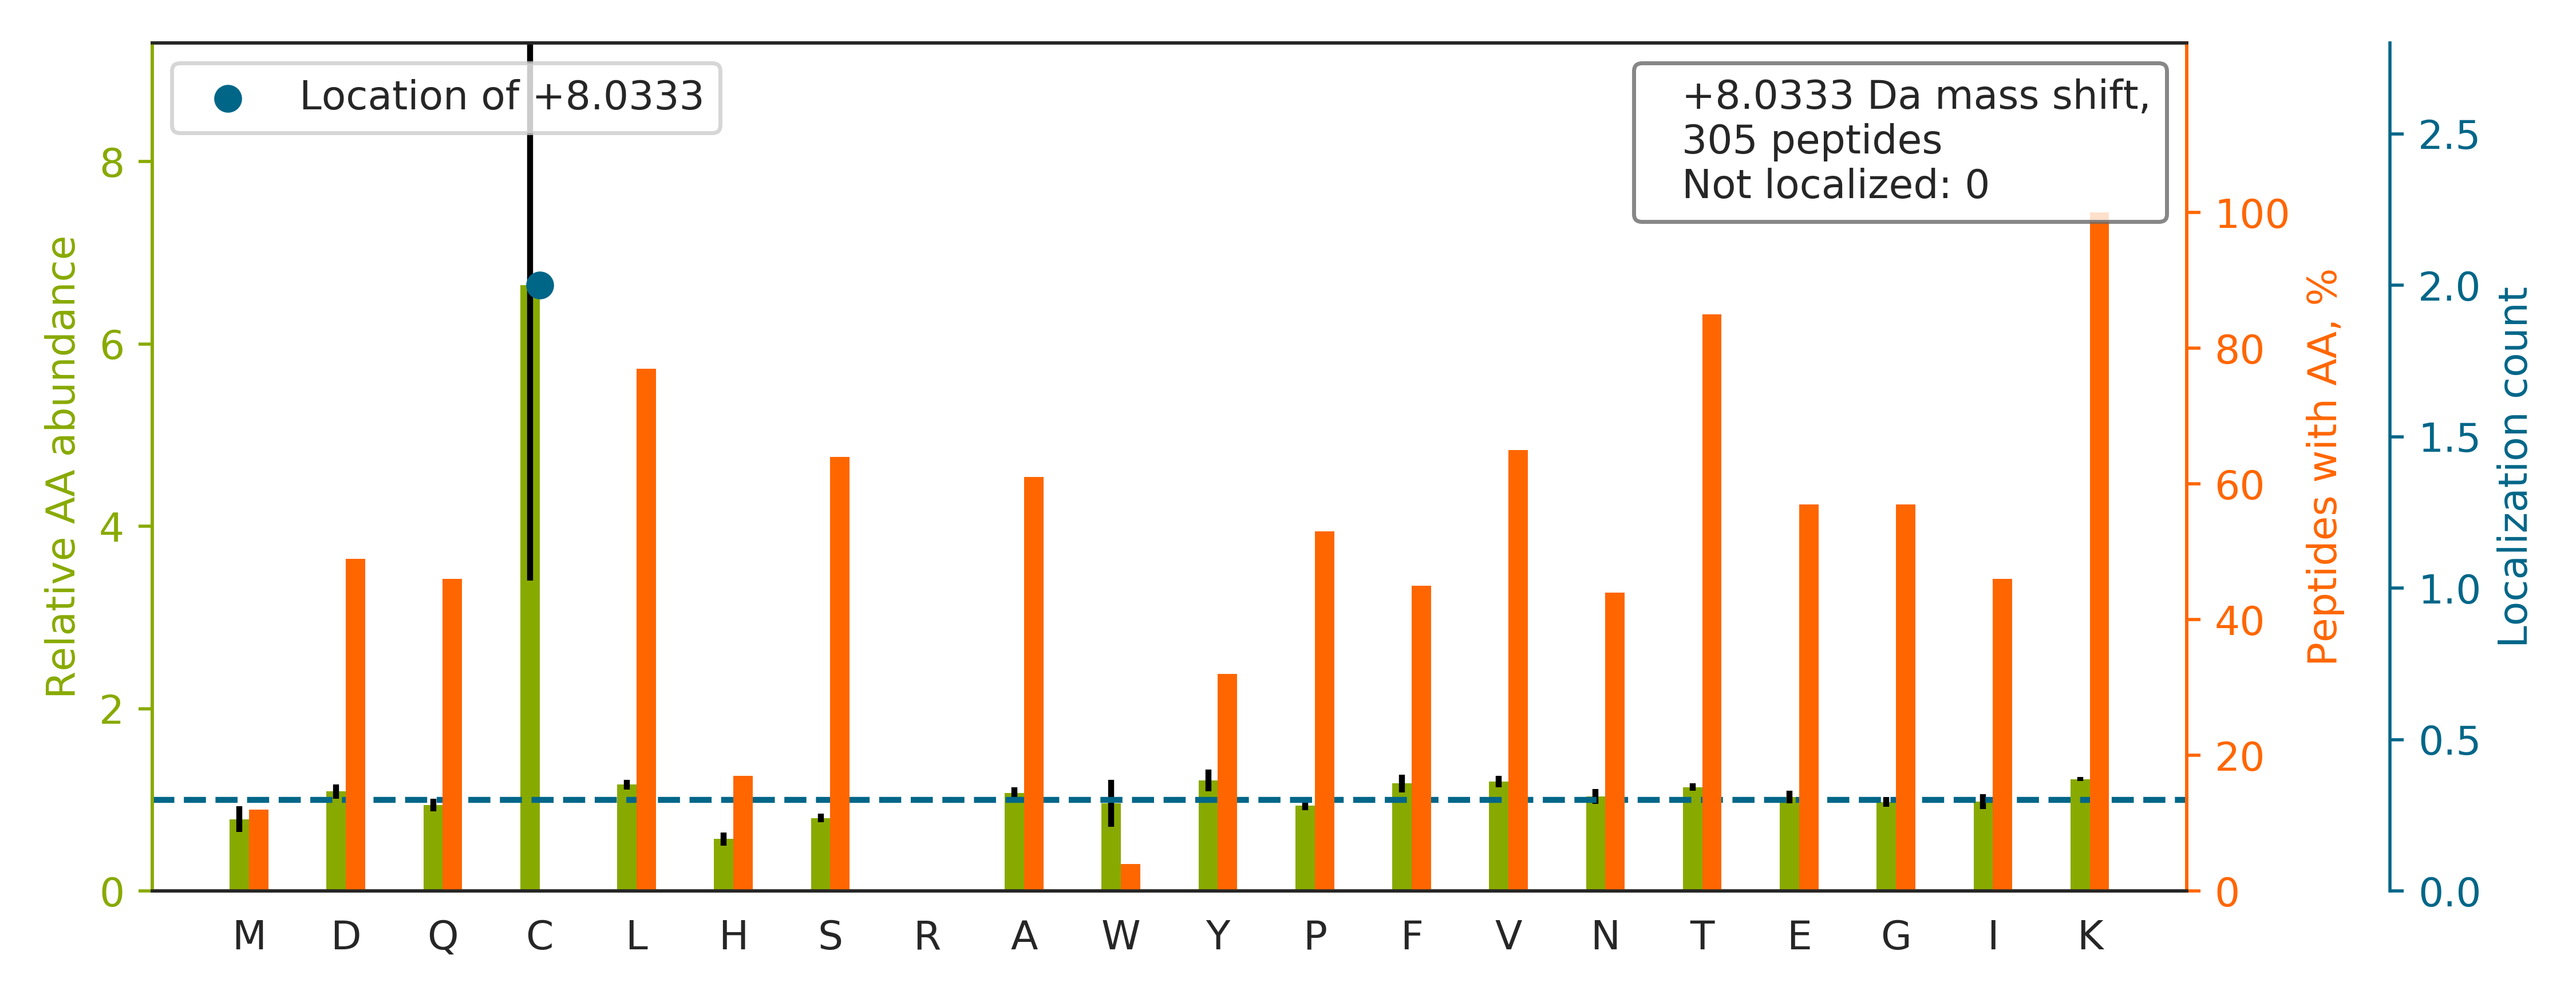 Location of +8.0333
+8.0333 Da mass shift,
305 peptides
Not localized: 0
Relative AA abundance
8
6
4
2
0
100
80
60
40
20
0
Peptides with AA, %
2.5
2.0
1.5
1.0
0.5
0.0
Localization count
M D Q C L H S R A W Y P F V N T E G I K